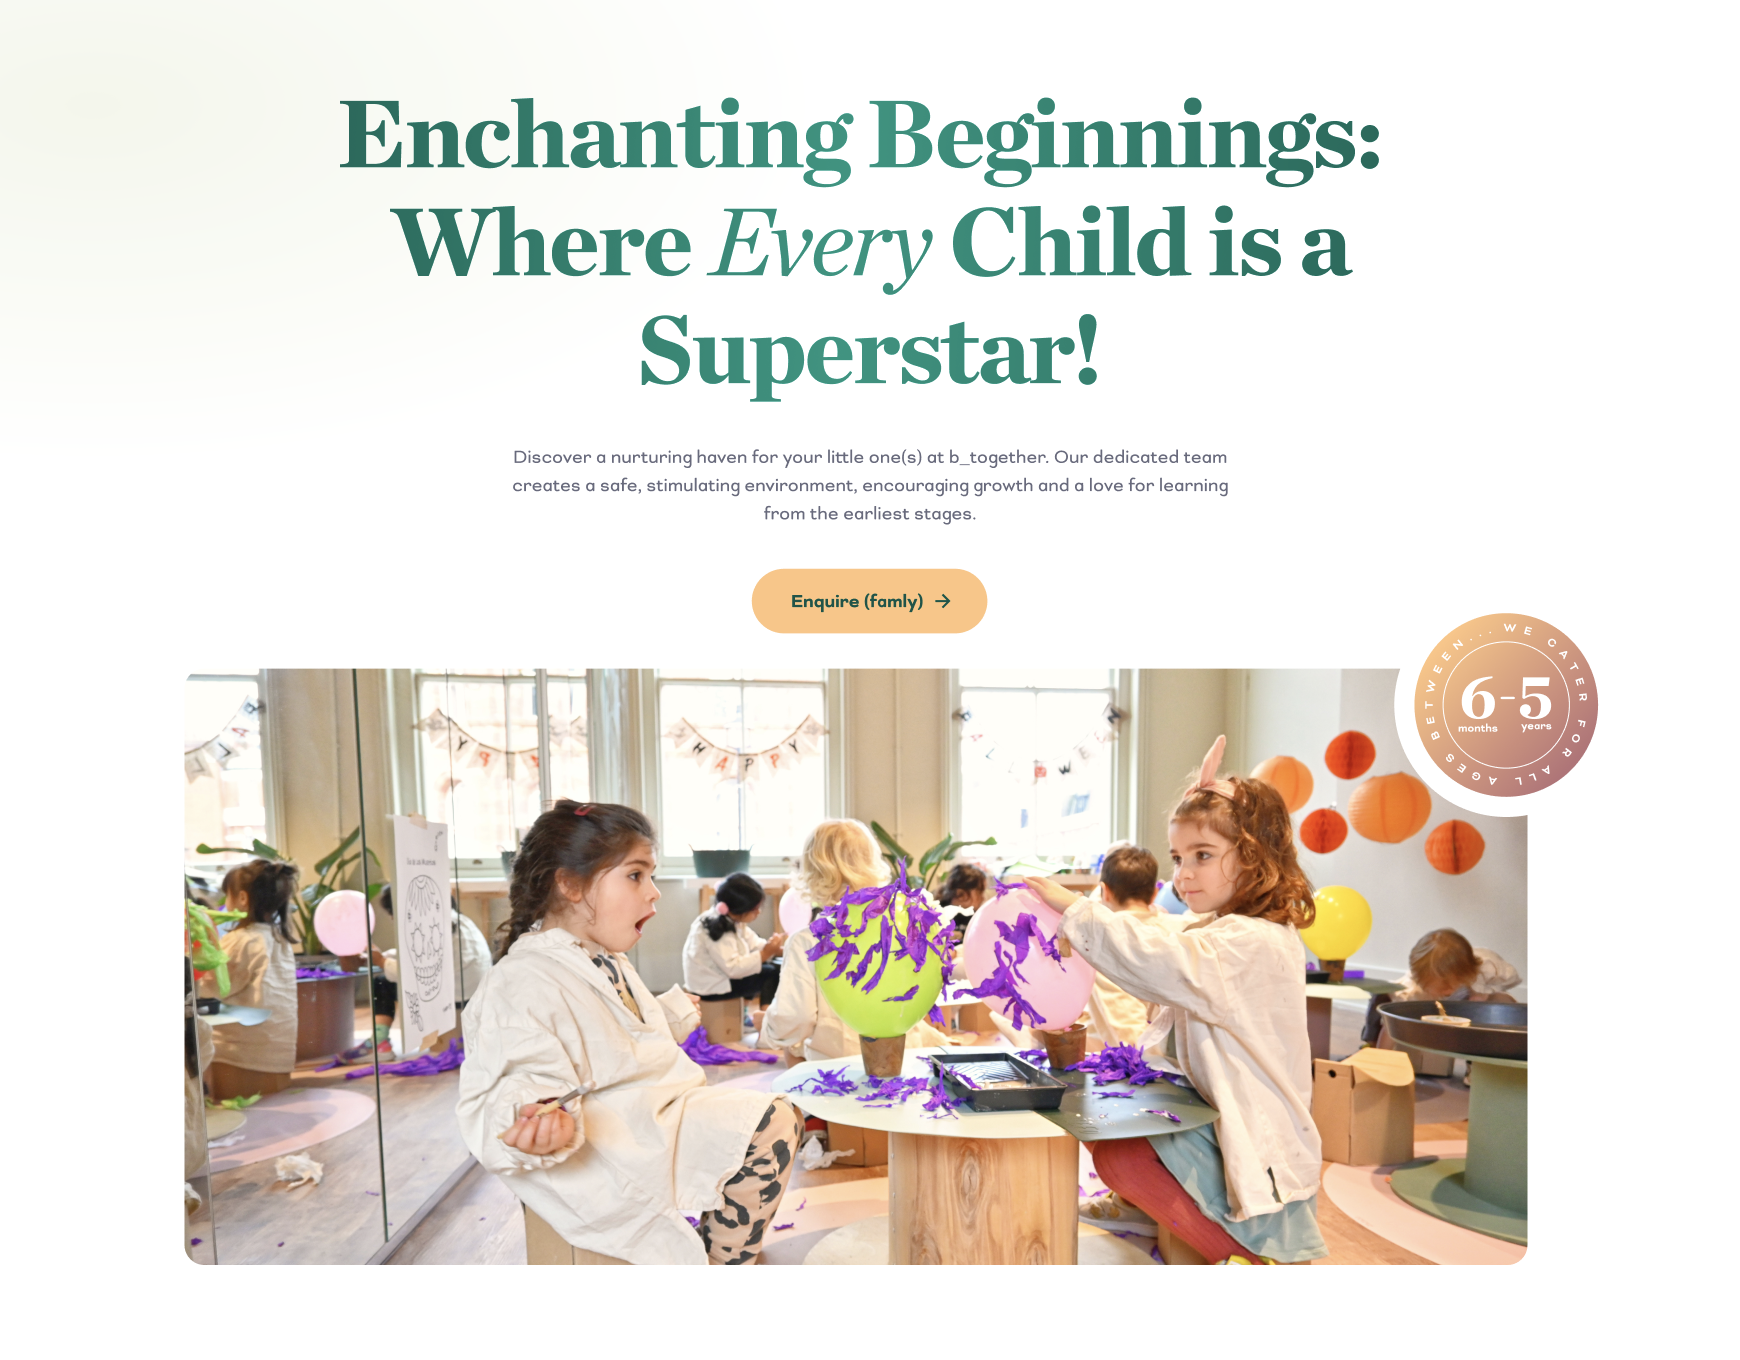 Enchanting Beginnings:
Where Every Child is a
Superstar!
Discover a nurturing haven for your little one(s) at b_together. Our dedicated team
creates a safe, stimulating environment, encouraging growth and a love for learning
from the earliest stages.
Enquire (famly) →
WE CATER FOR ALL AGES BETWEEN...
6-5
months years
HAPPY